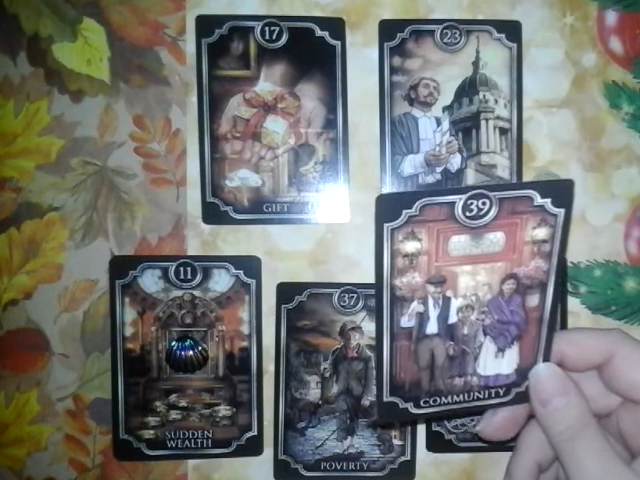 17
GIFT
23
39
COMMUNITY
11
SUDDEN
WEALTH
37
POVERTY